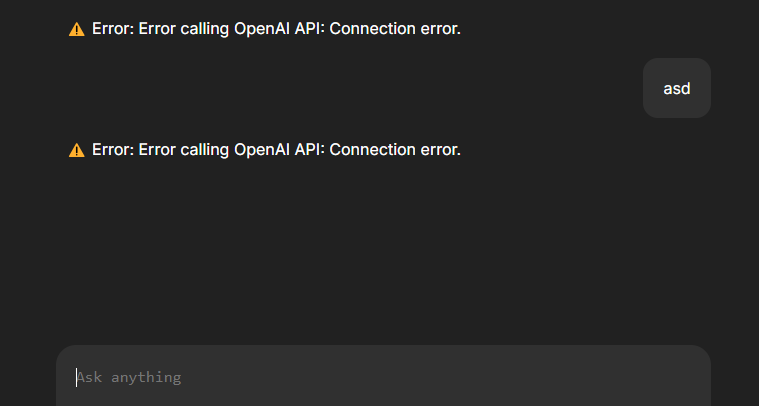 ⚠ Error: Error calling OpenAI API: Connection error.
asd
⚠ Error: Error calling OpenAI API: Connection error.
Ask anything